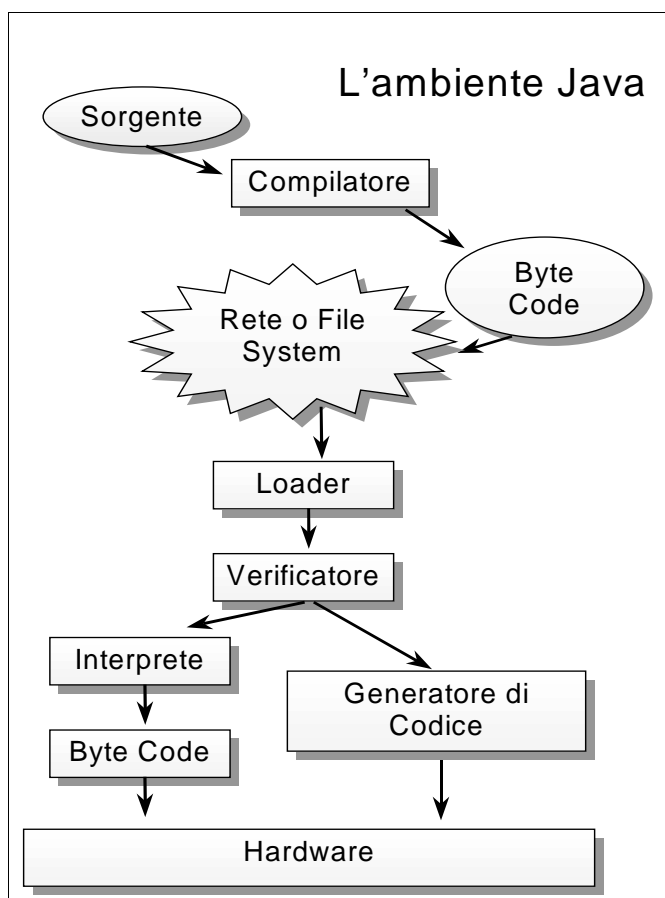 L'ambiente Java
Sorgente
Compilatore
Byte
Code
Rete o File
System
Loader
Verificatore
Interprete
Generatore di
Codice
Byte Code
Hardware